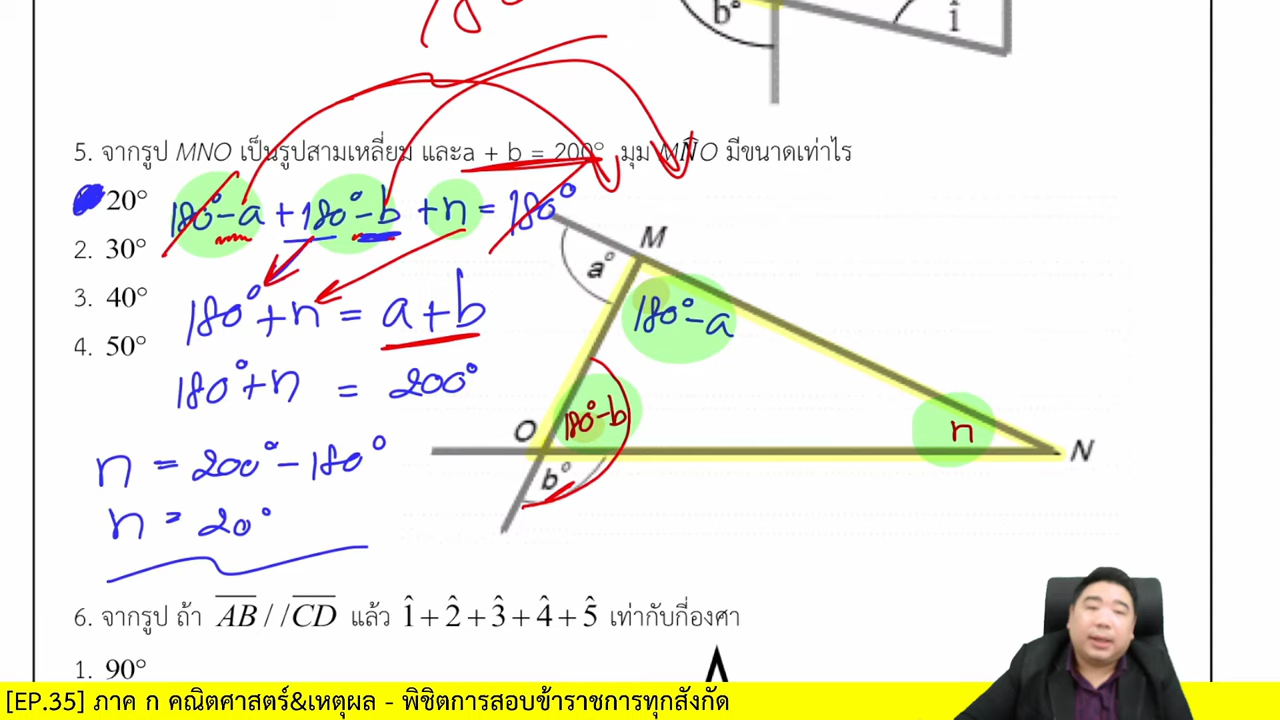 180
b°
1̂
5. จากรูป MNO เป็นรูปสามเหลี่ยม และa + b = 200° มุม MN̂O มีขนาดเท่าไร
20°
180° - a + 180° - b + n = 180°
2. 30°
3. 40°
180° + n = a + b
4. 50°
180° + n = 200°
n = 200° - 180°
n = 20°
M
a°
180° - a
O
180° - b
n
N
b°
6. จากรูป ถ้า AB // CD แล้ว 1̂ + 2̂ + 3̂ + 4̂ + 5̂ เท่ากับกี่องศา
1. 90°
[EP.35] ภาค ก คณิตศาสตร์&เหตุผล - พิชิตการสอบข้าราชการทุกสังกัด